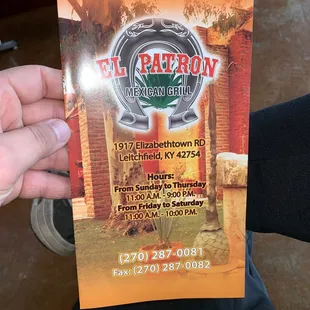 EL PATRON
MEXICAN GRILL
1917 Elizabethtown RD
Leitchfield, KY 42754
Hours:
From Sunday to Thursday
11:00 A.M. - 9:00 P.M.
From Friday to Saturday
11:00 A.M. - 10:00 P.M.
(270) 287-0081
Fax: (270) 287-0082